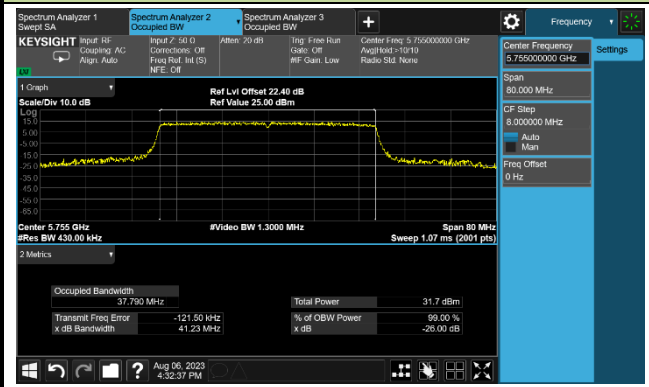 Spectrum Analyzer 1
Swept SA
Spectrum Analyzer 2
Occupied BW
Spectrum Analyzer 3
Occupied BW
Frequency
KEYSIGHT
Input: RF
Coupling: AC
Align: Auto
Input Z: 50 Ω
Corrections: Off
Freq Ref: Int (S)
NFE: Off
Atten: 20 dB
Trig: Free Run
Gate: Off
#IF Gain: Low
Center Freq: 5.755000000 GHz
Avg|Hold:>10/10
Radio Std: None
Center Frequency
5.755000000 GHz
Settings
Span
80.000 MHz
CF Step
8.000000 MHz
Auto
Man
Freq Offset
0 Hz
1 Graph
Scale/Div 10.0 dB
Ref Lvl Offset 22.40 dB
Ref Value 25.00 dBm
Log
15.0
5.00
-5.00
-15.0
-25.0
-35.0
-45.0
-55.0
-65.0
Center 5.755 GHz
#Video BW 1.3000 MHz
Span 80 MHz
#Res BW 430.00 kHz
Sweep 1.07 ms (2001 pts)
2 Metrics
Occupied Bandwidth
37.790 MHz
Total Power
31.7 dBm
Transmit Freq Error
-121.50 kHz
% of OBW Power
99.00 %
x dB Bandwidth
41.23 MHz
x dB
-26.00 dB
Aug 06, 2023
4:32:37 PM